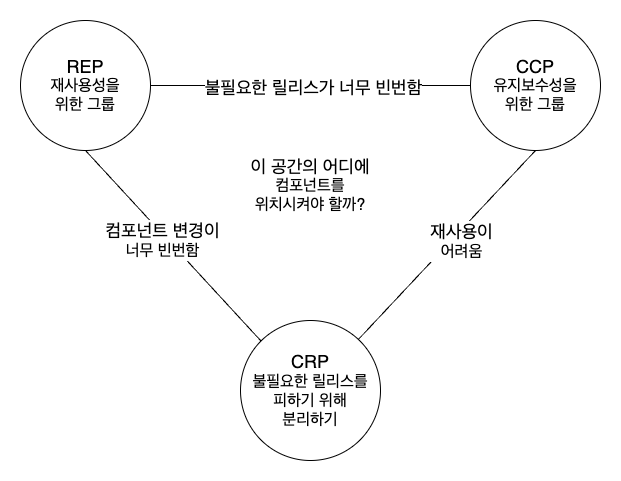 REP
재사용성을
위한 그룹
불필요한 릴리스가 너무 빈번함
CCP
유지보수성을
위한 그룹
이 공간의 어디에
컴포넌트를
위치시켜야 할까?
컴포넌트 변경이
너무 빈번함
재사용이
어려움
CRP
불필요한 릴리스를
피하기 위해
분리하기